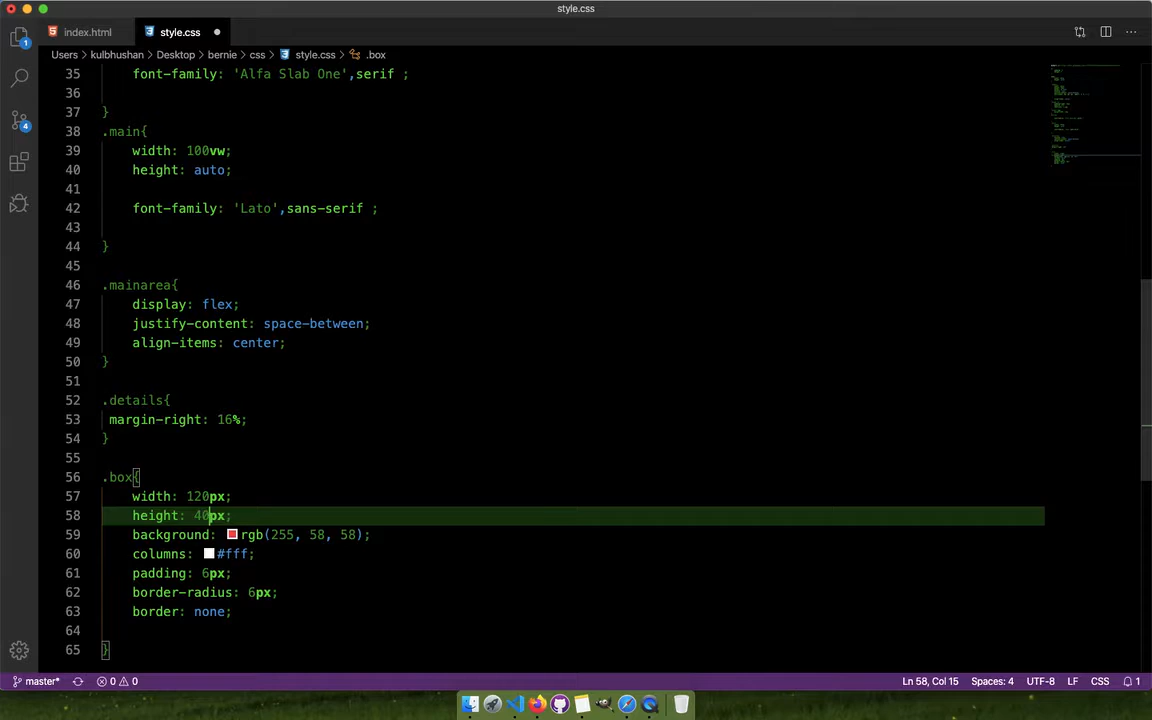 style.css
index.html
style.css
Users > kulbhushan > Desktop > bernie > css > style.css > .box
35 font-family: 'Alfa Slab One',serif ;
36
37 }
38 .main{
39 width: 100vw;
40 height: auto;
41
42 font-family: 'Lato',sans-serif ;
43
44 }
45
46 .mainarea{
47 display: flex;
48 justify-content: space-between;
49 align-items: center;
50 }
51
52 .details{
53 margin-right: 16%;
54 }
55
56 .box{
57 width: 120px;
58 height: 40px;
59 background: rgb(255, 58, 58);
60 columns: #fff;
61 padding: 6px;
62 border-radius: 6px;
63 border: none;
64
65 }
1
4
master* 0 0 Ln 58, Col 15 Spaces: 4 UTF-8 LF CSS 1